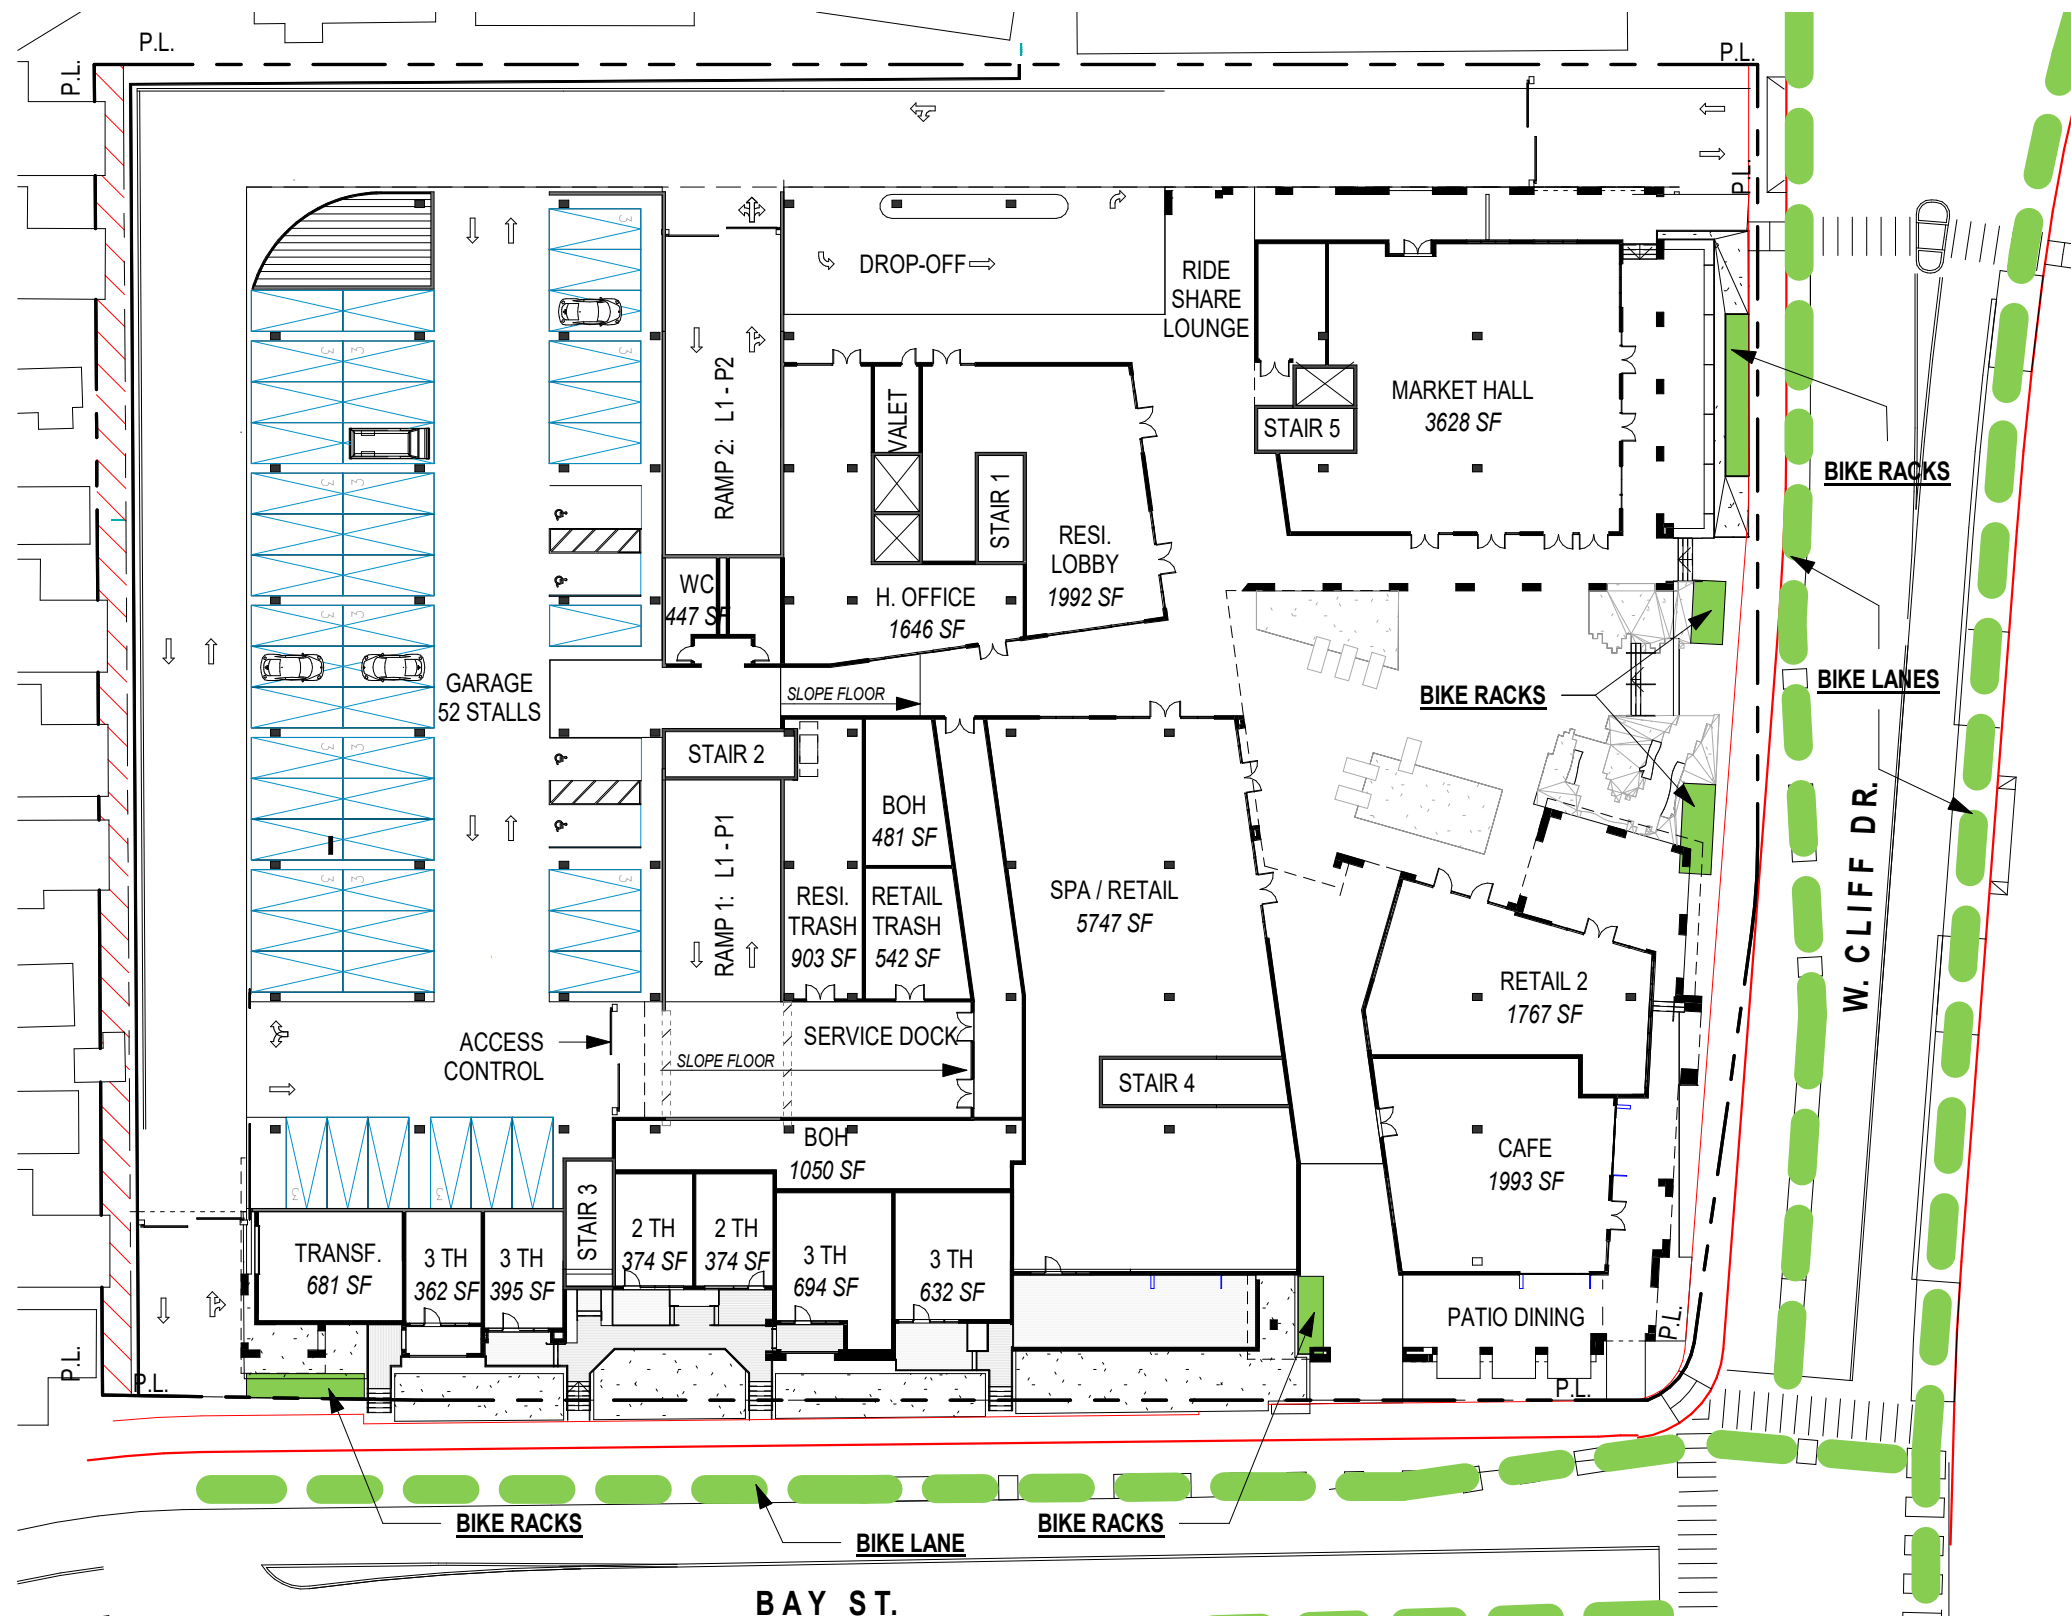 P.L.
P.L.
P.L.
P.L.
DROP-OFF
RIDE
SHARE
LOUNGE
RAMP 2: L1 - P2
VALET
STAIR 1
STAIR 5
MARKET HALL
3628 SF
BIKE RACKS
RESI.
LOBBY
1992 SF
WC
447 SF
H. OFFICE
1646 SF
GARAGE
52 STALLS
SLOPE FLOOR
BIKE RACKS
BIKE LANES
STAIR 2
BOH
481 SF
RAMP 1: L1 - P1
RESI.
TRASH
903 SF
RETAIL
TRASH
542 SF
SPA / RETAIL
5747 SF
W. CLIFF DR.
RETAIL 2
1767 SF
ACCESS
CONTROL
SERVICE DOCK
SLOPE FLOOR
STAIR 4
BOH
1050 SF
CAFE
1993 SF
STAIR 3
TRANSF.
681 SF
3 TH
362 SF
3 TH
395 SF
2 TH
374 SF
2 TH
374 SF
3 TH
694 SF
3 TH
632 SF
PATIO DINING
P.L.
P.L.
P.L.
P.L.
BIKE RACKS
BIKE LANE
BIKE RACKS
BAY ST.